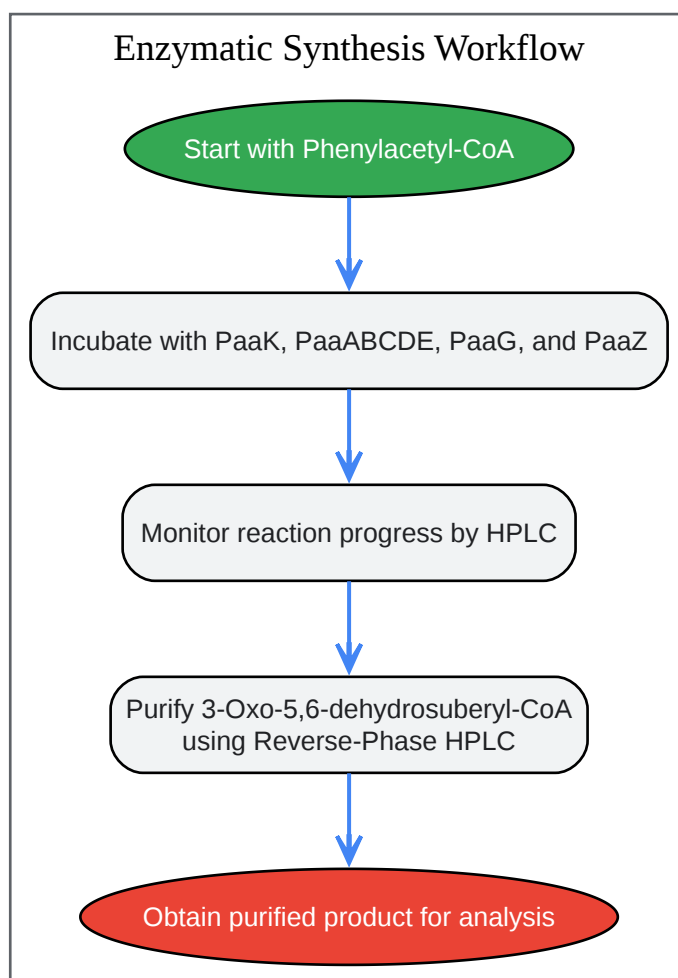 Enzymatic Synthesis Workflow
Start with Phenylacetyl-CoA
Incubate with PaaK, PaaABCDE, PaaG, and PaaZ
Monitor reaction progress by HPLC
Purify 3-Oxo-5,6-dehydrosuberyl-CoA
using Reverse-Phase HPLC
Obtain purified product for analysis